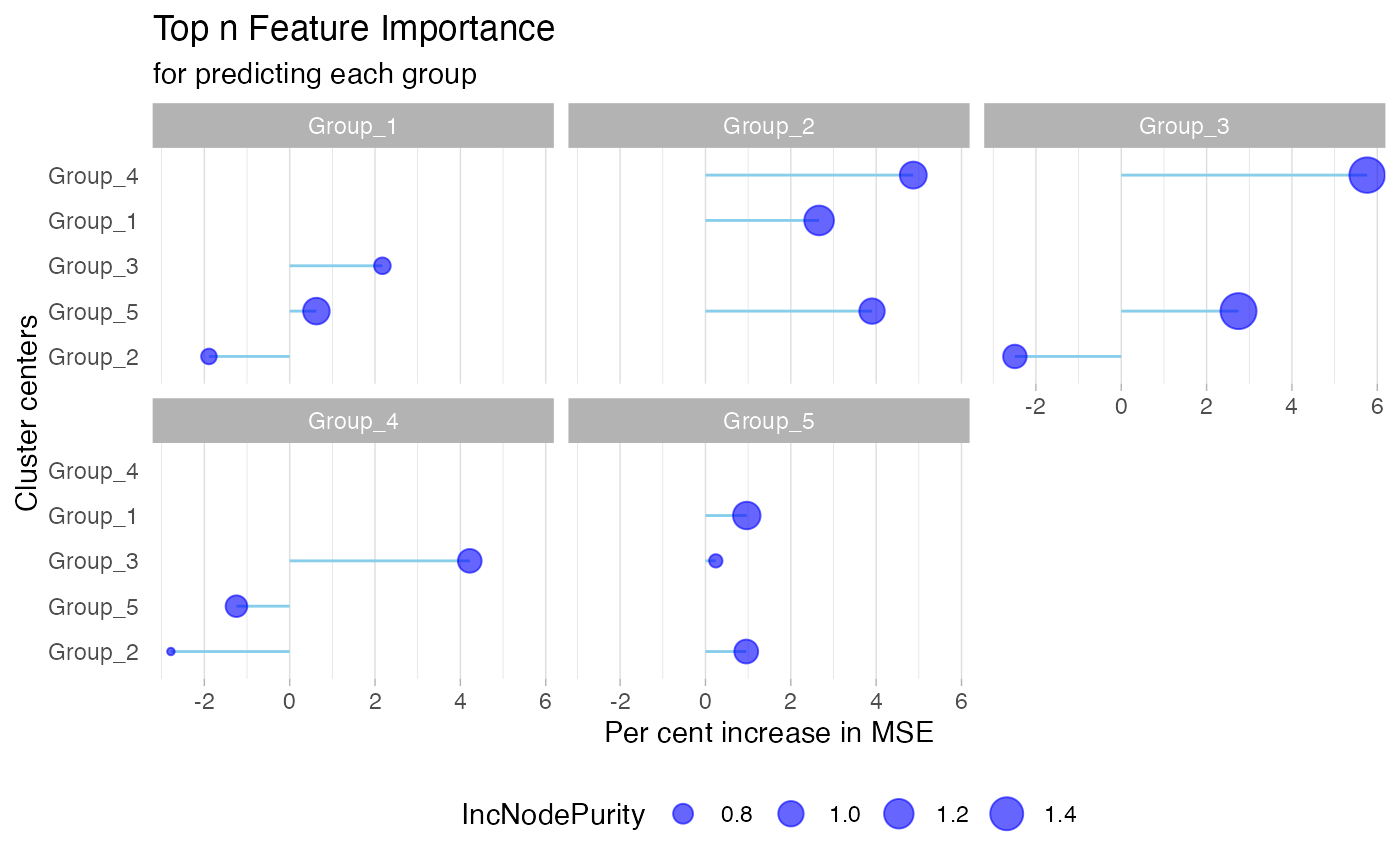 Top n Feature Importance
for predicting each group
Group_1 Group_2 Group_3
Group_4
Group_1
Group_3
Group_5
Group_2
-2 0 2 4 6
Group_4 Group_5
Cluster centers
Group_4
Group_1
Group_3
Group_5
Group_2
-2 0 2 4 6 -2 0 2 4 6
Per cent increase in MSE
IncNodePurity 0.8 1.0 1.2 1.4